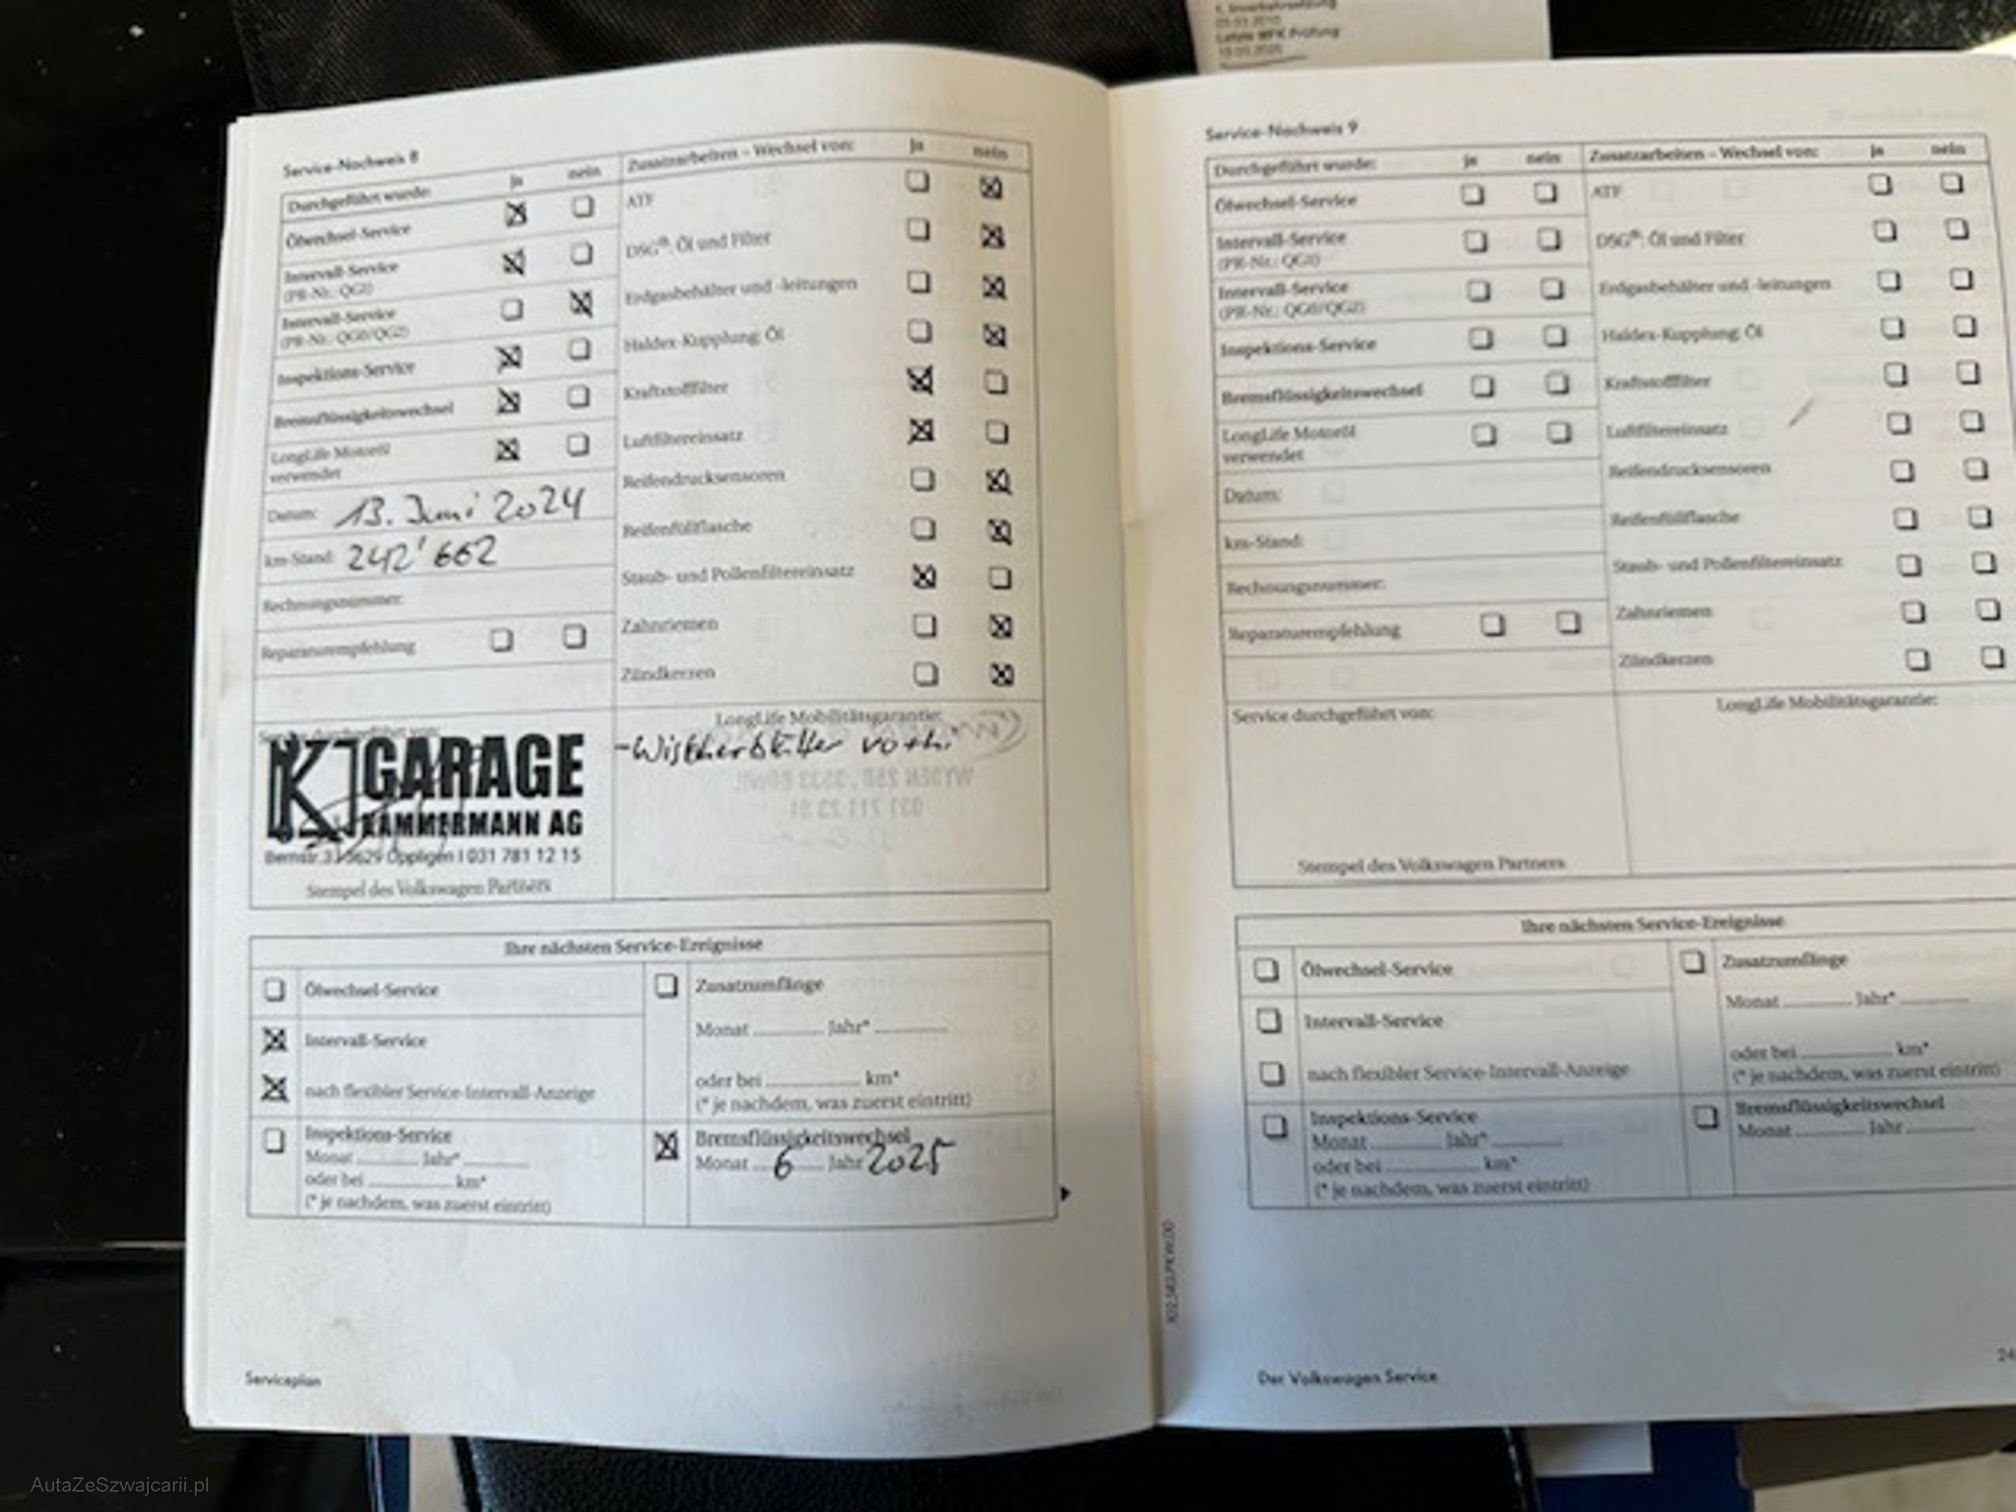 1. Inverkehrsetzung
Letzte MFK Prüfung
Service-Nachweis 8
Durchgeführt wurde:
ja
nein
Ölwechsel-Service
Intervall-Service
(PR-Nr.: QG1)
Intervall-Service
(PR-Nr.: QG0/QG2)
Inspektions-Service
Bremsflüssigkeitswechsel
LongLife Motoröl
verwendet
Datum: 13. Juni 2024
km-Stand: 242'662
Rechnungsnummer:
Reparaturempfehlung
Zusatzarbeiten – Wechsel von:
ja
nein
ATF
DSG®: Öl und Filter
Erdgasbehälter und -leitungen
Haldex-Kupplung: Öl
Kraftstofffilter
Luftfiltereinsatz
Reifendrucksensoren
Reifenfüllflasche
Staub- und Pollenfiltereinsatz
Zahnriemen
Zündkerzen
Service durchgeführt von:
K GARAGE
KAMMERMANN AG
3629 Oppligen I 031 781 12 15
Stempel des Volkswagen Partners
LongLife Mobilitätsgarantie:
- Wischerblätter
Ihre nächsten Service-Ereignisse
Ölwechsel-Service
Intervall-Service
nach flexibler Service-Intervall-Anzeige
Inspektions-Service
Monat Jahr*
oder bei km*
(* je nachdem, was zuerst eintritt)
Zusatzumfänge
Monat Jahr*
oder bei km*
(* je nachdem, was zuerst eintritt)
Bremsflüssigkeitswechsel
Monat 6 Jahr 2025
Serviceplan
Service-Nachweis 9
Durchgeführt wurde:
ja
nein
Ölwechsel-Service
Intervall-Service
(PR-Nr.: QG1)
Intervall-Service
(PR-Nr.: QG0/QG2)
Inspektions-Service
Bremsflüssigkeitswechsel
LongLife Motoröl
verwendet
Datum:
km-Stand:
Rechnungsnummer:
Reparaturempfehlung
Zusatzarbeiten – Wechsel von:
ja
nein
ATF
DSG®: Öl und Filter
Erdgasbehälter und -leitungen
Haldex-Kupplung: Öl
Kraftstofffilter
Luftfiltereinsatz
Reifendrucksensoren
Reifenfüllflasche
Staub- und Pollenfiltereinsatz
Zahnriemen
Zündkerzen
Service durchgeführt von:
Stempel des Volkswagen Partners
LongLife Mobilitätsgarantie:
Ihre nächsten Service-Ereignisse
Ölwechsel-Service
Intervall-Service
nach flexibler Service-Intervall-Anzeige
Inspektions-Service
Monat Jahr*
oder bei km*
(* je nachdem, was zuerst eintritt)
Zusatzumfänge
Monat Jahr*
oder bei km*
(* je nachdem, was zuerst eintritt)
Bremsflüssigkeitswechsel
Monat Jahr
Der Volkswagen Service
AutaZeSzwajcarii.pl